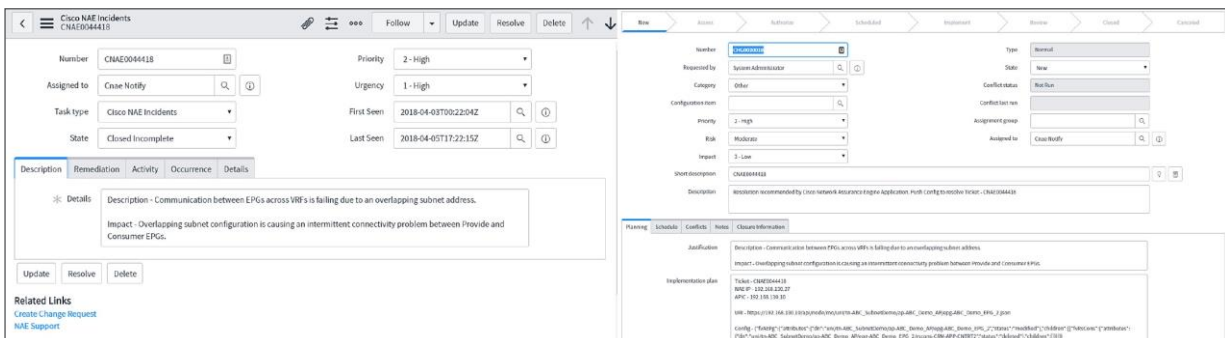 Cisco NAE Incidents
CNAE0044418
Follow
Update
Resolve
Delete
Number
CNAE0044418
Priority
2 - High
Assigned to
Cnae Notify
Urgency
1 - High
Task type
Cisco NAE Incidents
First Seen
2018-04-03T00:22:04Z
State
Closed Incomplete
Last Seen
2018-04-05T17:22:15Z
Description
Remediation
Activity
Occurrence
Details
Details
Description - Communication between EPGs across VRFs is failing due to an overlapping subnet address.
Impact - Overlapping subnet configuration is causing an intermittent connectivity problem between Provide and
Consumer EPGs.
Update
Resolve
Delete
Related Links
Create Change Request
NAE Support
New
Assess
Authorize
Scheduled
Implement
Review
Closed
Canceled
Number
Type
Normal
Requested by
System Administrator
State
New
Category
Other
Conflict status
Not Run
Configuration item
Conflict last run
Priority
2 - High
Assignment group
Risk
Moderate
Assigned to
Cnae Notify
Impact
3 - Low
Short description
CNAE0044418
Description
Resolution recommended by Cisco Network Assurance Engine Application. Push Config to resolve Ticket - CNAE0044418
Planning
Schedule
Conflicts
Notes
Closure Information
Justification
Description - Communication between EPGs across VRFs is failing due to an overlapping subnet address.
Impact - Overlapping subnet configuration is causing an intermittent connectivity problem between Provide and Consumer EPGs.
Implementation plan
Ticket - CNAE0044418